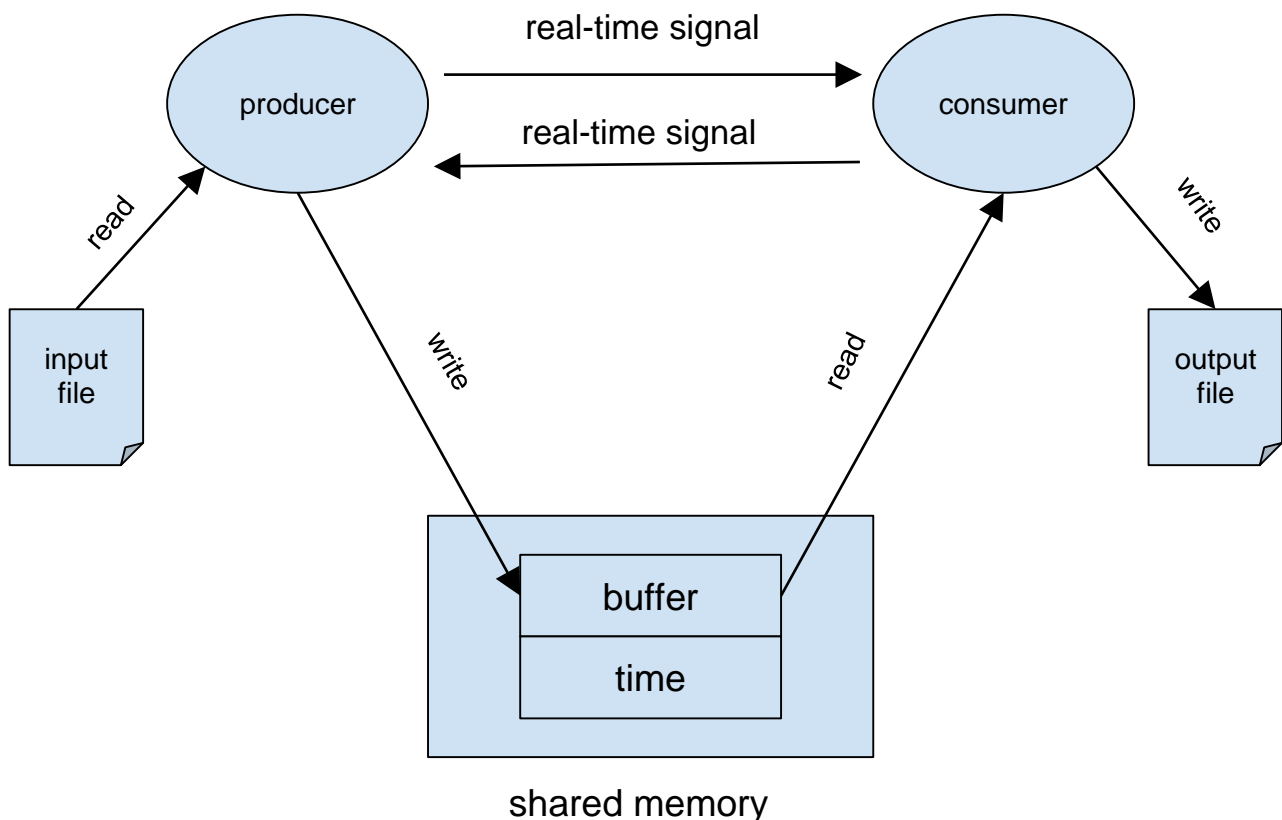 real-time signal
producer
consumer
real-time signal
read
write
input
file
write
read
output
file
buffer
time
shared memory